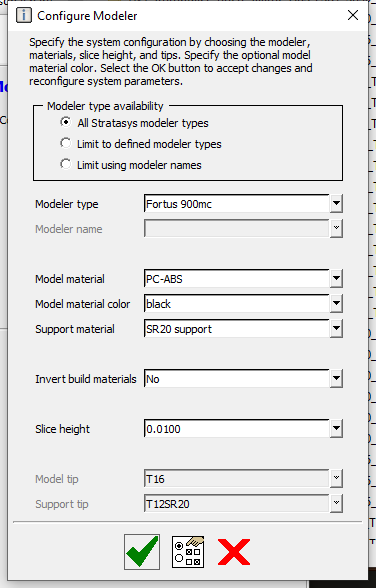 Configure Modeler
Specify the system configuration by choosing the modeler,
materials, slice height, and tips. Specify the optional model
material color. Select the OK button to accept changes and
reconfigure system parameters.
Modeler type availability
All Stratasys modeler types
Limit to defined modeler types
Limit using modeler names
Modeler type Fortus 900mc
Modeler name
Model material PC-ABS
Model material color black
Support material SR20 support
Invert build materials No
Slice height 0.0100
Model tip T16
Support tip T12SR20